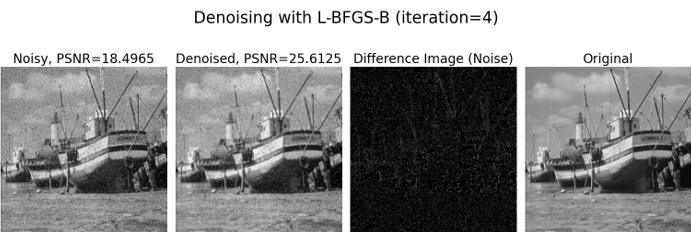 Denoising with L-BFGS-B (iteration=4)
Noisy, PSNR=18.4965
Denoised, PSNR=25.6125
Difference Image (Noise)
Original